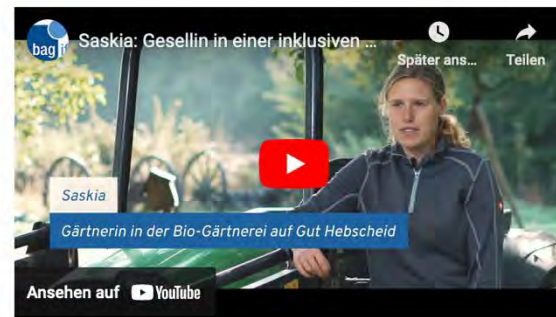 bag if
Saskia: Gesellin in einer inklusiven ...
Später ans...
Teilen
Saskia
Gärtnerin in der Bio-Gärtnerei auf Gut Hebscheid
Ansehen auf YouTube